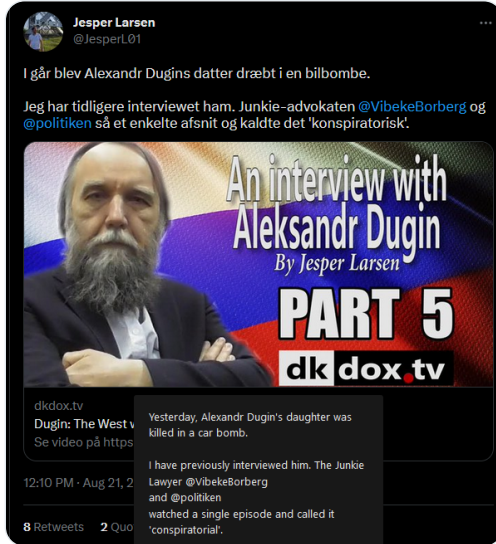 Jesper Larsen
@JesperL01
I går blev Alexandr Dugins datter dræbt i en bilbombe.
Jeg har tidligere interviewet ham. Junkie-advokaten @VibekeBorberg og
@politiken så et enkelte afsnit og kaldte det 'konspiratorisk'.
An interview with
Aleksandr Dugin
By Jesper Larsen
PART 5
dkdox.tv
dkdox.tv
Dugin: The West
Se video på https
12:10 PM · Aug 21, 2
8 Retweets 2 Quo
Yesterday, Alexandr Dugin's daughter was
killed in a car bomb.
I have previously interviewed him. The Junkie
Lawyer @VibekeBorberg
and @politiken
watched a single episode and called it
'conspiratorial'.